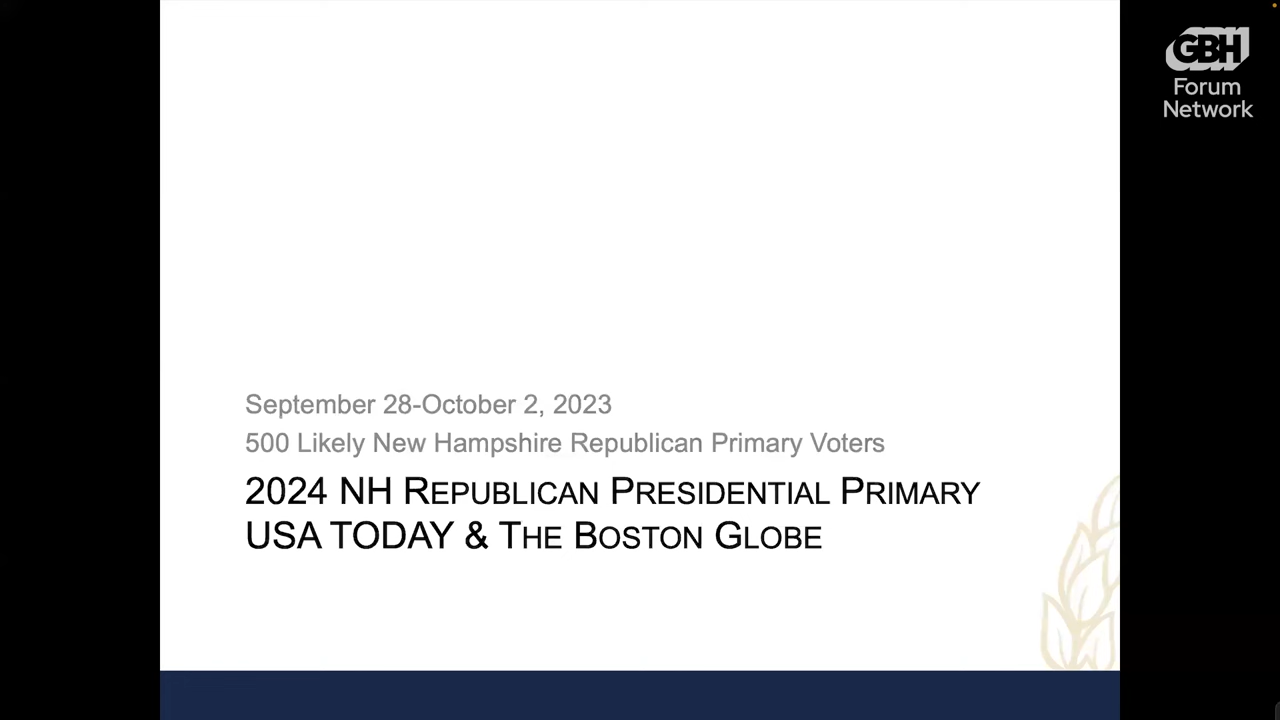 GBH
Forum
Network
September 28-October 2, 2023
500 Likely New Hampshire Republican Primary Voters
2024 NH REPUBLICAN PRESIDENTIAL PRIMARY
USA TODAY & THE BOSTON GLOBE